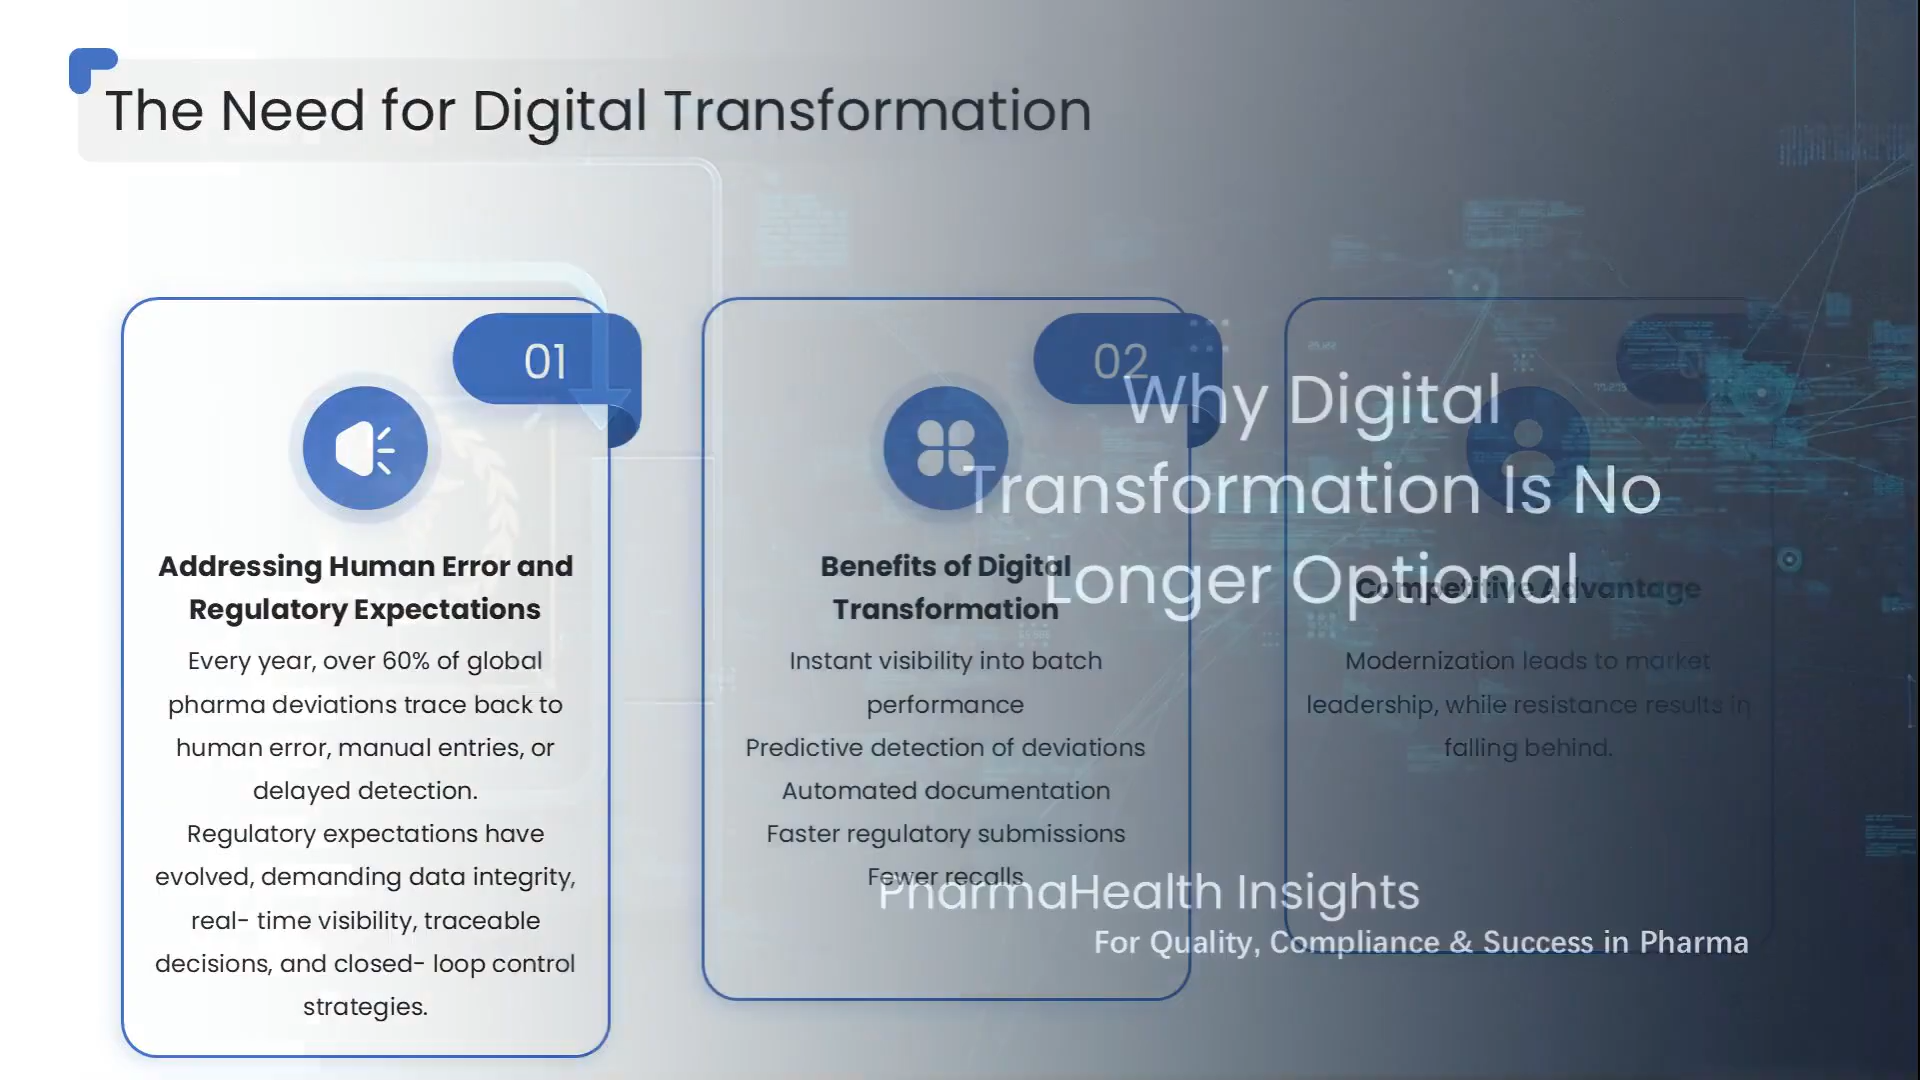 The Need for Digital Transformation
01
Addressing Human Error and
Regulatory Expectations
Every year, over 60% of global
pharma deviations trace back to
human error, manual entries, or
delayed detection.
Regulatory expectations have
evolved, demanding data integrity,
real- time visibility, traceable
decisions, and closed- loop control
strategies.
02
Benefits of Digital
Transformation
Instant visibility into batch
performance
Predictive detection of deviations
Automated documentation
Faster regulatory submissions
Fewer recalls
Competitive Advantage
Modernization leads to market
leadership, while resistance results in
falling behind.
Why Digital
Transformation Is No
Longer Optional
PharmaHealth Insights
For Quality, Compliance & Success in Pharma